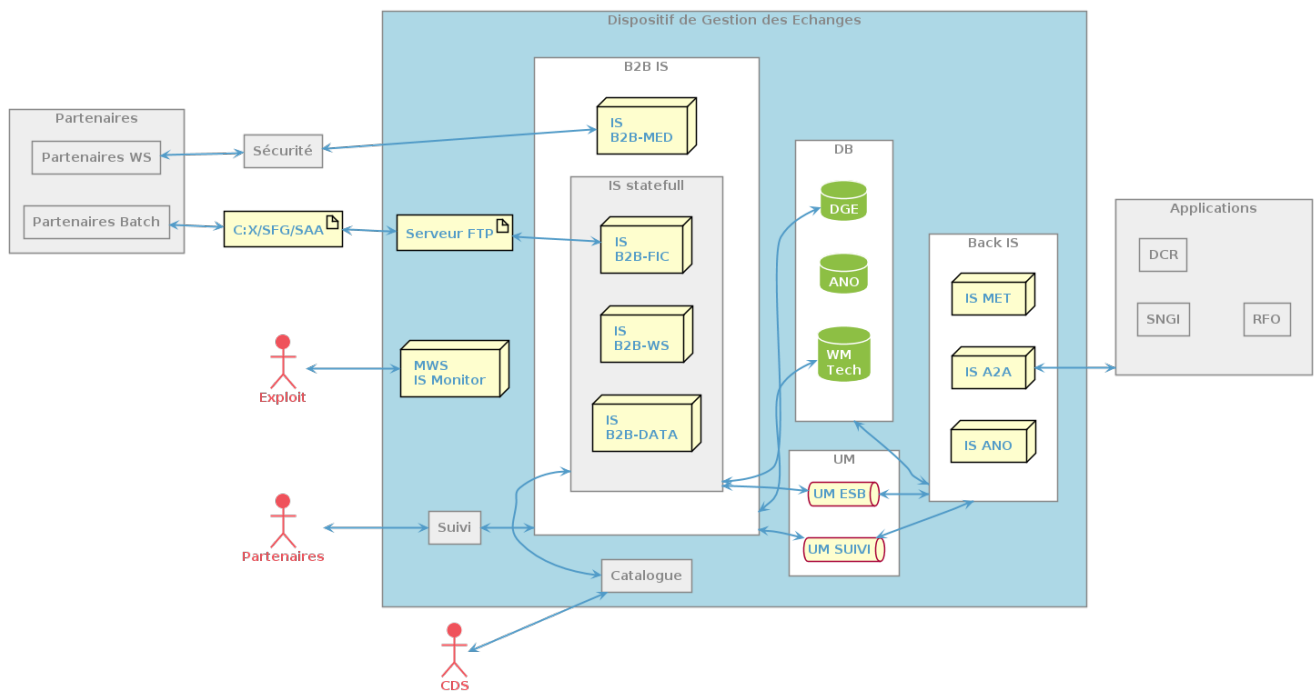 Dispositif de Gestion des Echanges
Partenaires
Partenaires WS
Partenaires Batch
Sécurité
C:X/SFG/SAA
Serveur FTP
Exploit
MWS
IS Monitor
Partenaires
Suivi
CDS
Catalogue
B2B IS
IS
B2B-MED
IS statefull
IS
B2B-FIC
IS
B2B-WS
IS
B2B-DATA
DB
DGE
ANO
WM
Tech
UM
UM ESB
UM SUIVI
Back IS
IS MET
IS A2A
IS ANO
Applications
DCR
SNGI
RFO